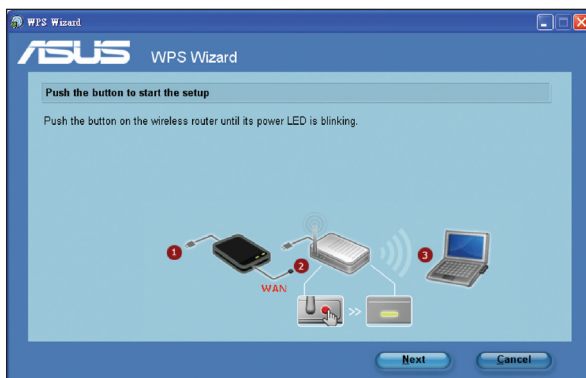 WPS Wizard
ASUS WPS Wizard
Push the button to start the setup
Push the button on the wireless router until its power LED is blinking.
1
2
3
WAN
>>
Next Cancel